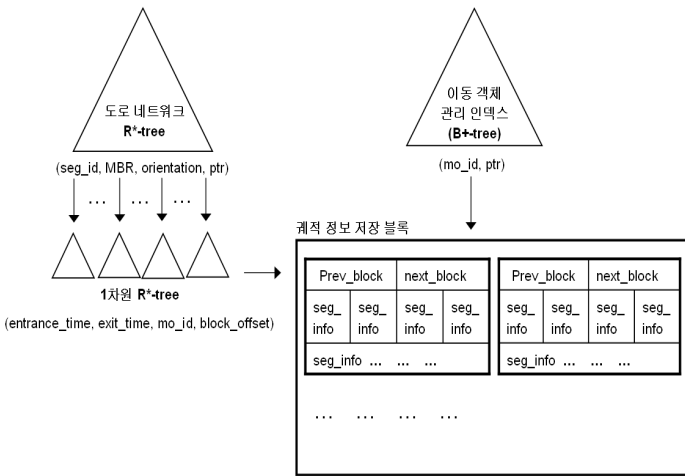 도로 네트워크
R*-tree
(seg_id, MBR, orientation, ptr)
... ... ...
1차원 R*-tree
(entrance_time, exit_time, mo_id, block_offset)
이동 객체
관리 인덱스
(B+-tree)
(mo_id, ptr)
궤적 정보 저장 블록
Prev_block next_block
seg_ seg_ seg_ seg_
info info info info
seg_info ... ... ...
Prev_block next_block
seg_ seg_ seg_ seg_
info info info info
seg_info ... ... ...
... ... ... ...